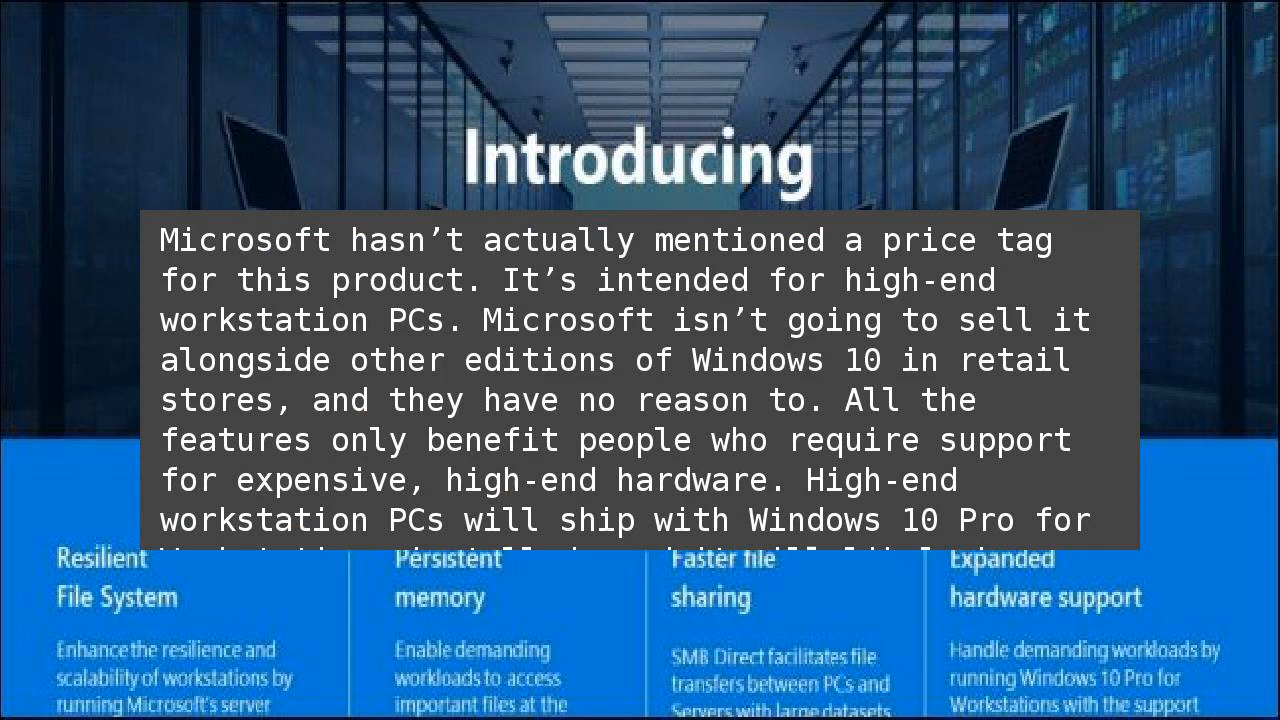 Introducing
Microsoft hasn’t actually mentioned a price tag
for this product. It’s intended for high-end
workstation PCs. Microsoft isn’t going to sell it
alongside other editions of Windows 10 in retail
stores, and they have no reason to. All the
features only benefit people who require support
for expensive, high-end hardware. High-end
workstation PCs will ship with Windows 10 Pro for
Resilient
File System
Enhance the resilience and
scalability of workstations by
running Microsoft's server
Persistent
memory
Enable demanding
workloads to access
important files at the
Faster file
sharing
SMB Direct facilitates file
transfers between PCs and
Servers with large datasets
Expanded
hardware support
Handle demanding workloads by
running Windows 10 Pro for
Workstations with the support